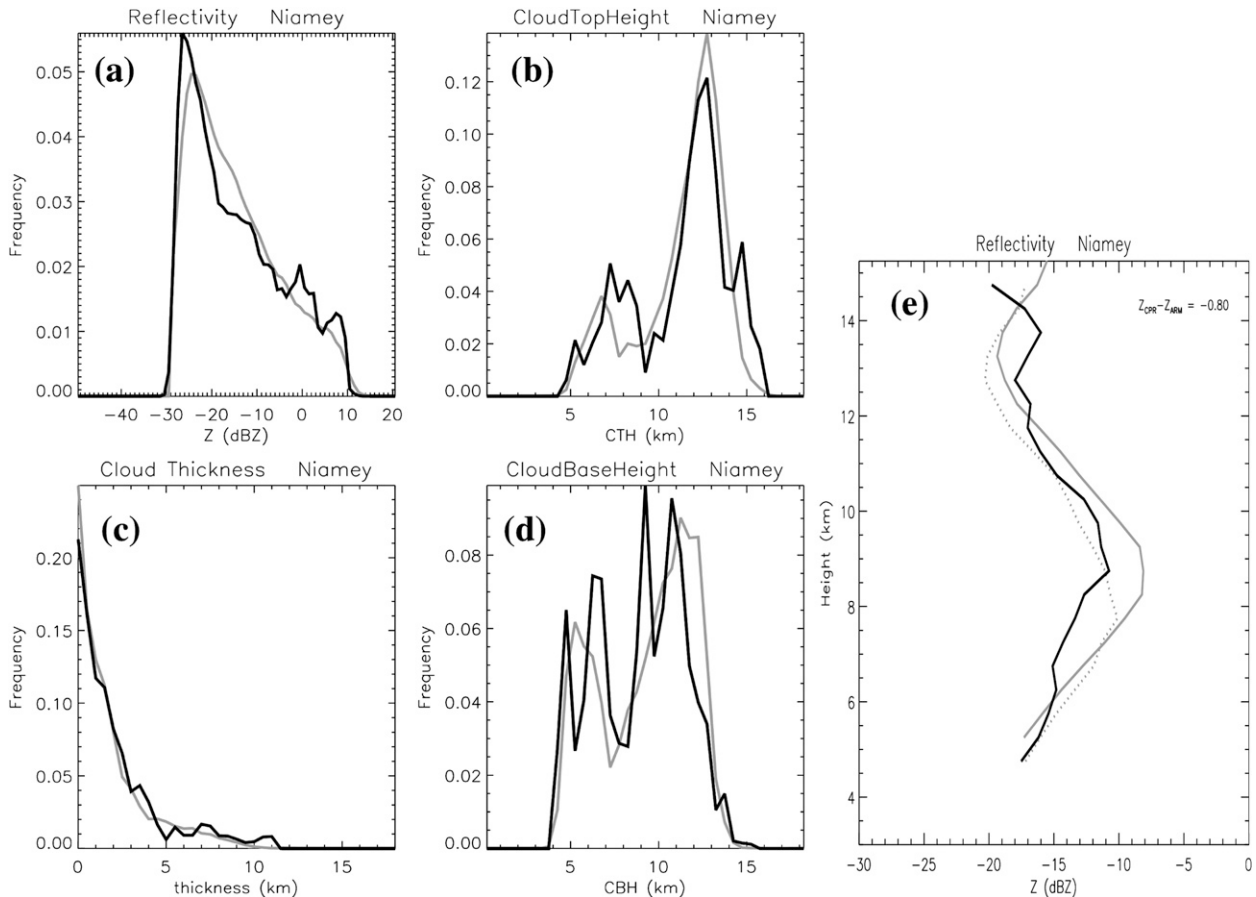 Reflectivity Niamey
(a)
0.05
0.04
0.03
0.02
0.01
0.00
Frequency
-40 -30 -20 -10 0 10 20
Z (dBZ)
CloudTopHeight Niamey
(b)
0.12
0.10
0.08
0.06
0.04
0.02
0.00
Frequency
5 10 15
CTH (km)
Cloud Thickness Niamey
(c)
0.20
0.15
0.10
0.05
0.00
Frequency
0 5 10 15
thickness (km)
CloudBaseHeight Niamey
(d)
0.08
0.06
0.04
0.02
0.00
Frequency
5 10 15
CBH (km)
Reflectivity Niamey
(e)
Z_CPR-Z_ARM = -0.80
14
12
10
8
6
4
Height (km)
-30 -25 -20 -15 -10 -5 0
Z (dBZ)